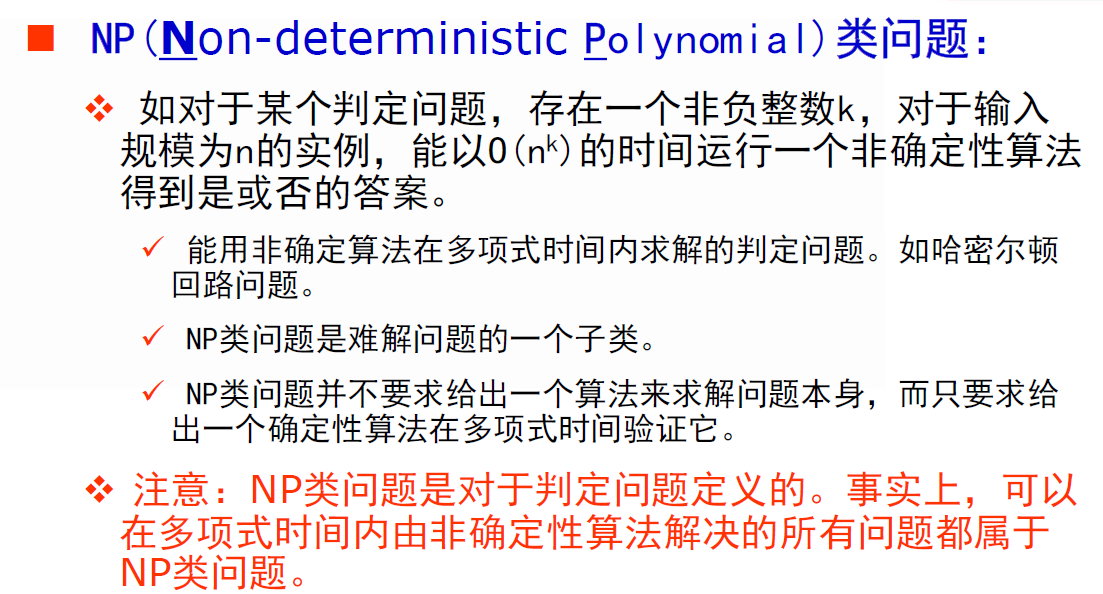 NP(Non-deterministic Polynomial)类问题:
如对于某个判定问题，存在一个非负整数k，对于输入
规模为n的实例，能以O(nᵏ)的时间运行一个非确定性算法
得到是或否的答案。
能用非确定算法在多项式时间内求解的判定问题。如哈密尔顿
回路问题。
NP类问题是难解问题的一个子类。
NP类问题并不要求给出一个算法来求解问题本身，而只要求给
出一个确定性算法在多项式时间验证它。
注意：NP类问题是对于判定问题定义的。事实上，可以
在多项式时间内由非确定性算法解决的所有问题都属于
NP类问题。